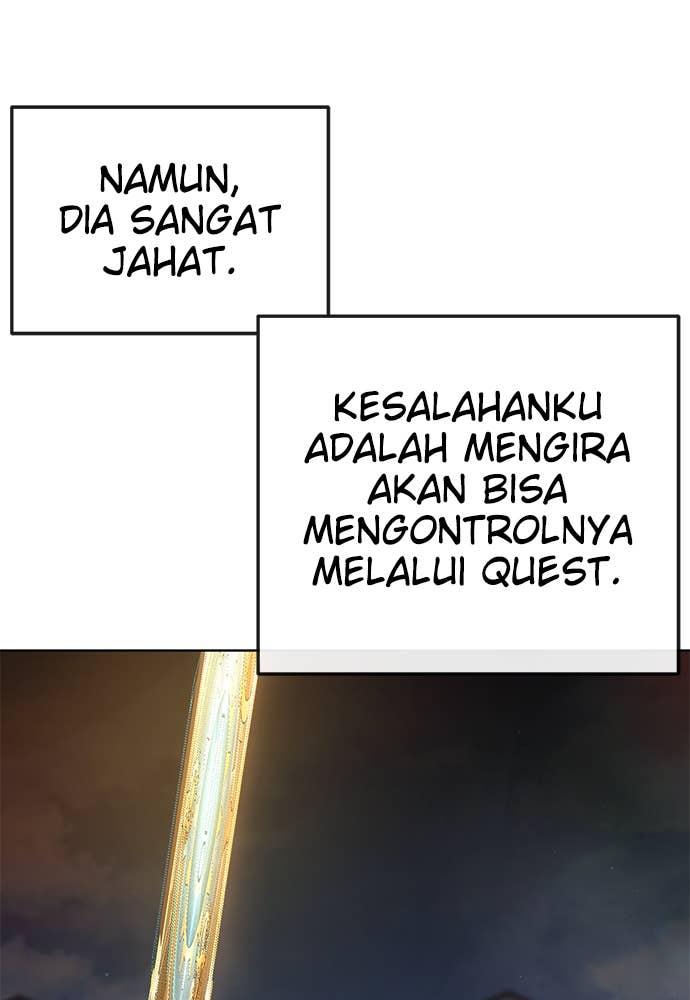 NAMUN,
DIA SANGAT
JAHAT.
KESALAHANKU
ADALAH MENGIRA
AKAN BISA
MENGONTROLNYA
MELALUI QUEST.